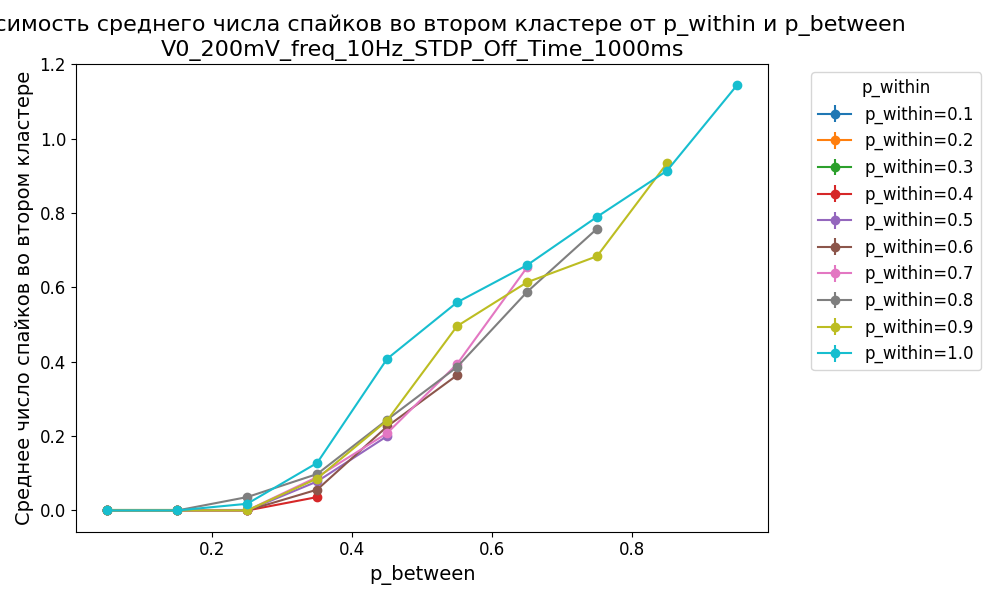 симость среднего числа спайков во втором кластере от p_within и p_between
V0_200mV_freq_10Hz_STDP_Off_Time_1000ms
Среднее число спайков во втором кластере
1.2
1.0
0.8
0.6
0.4
0.2
0.0
0.2
0.4
0.6
0.8
p_between
p_within
p_within=0.1
p_within=0.2
p_within=0.3
p_within=0.4
p_within=0.5
p_within=0.6
p_within=0.7
p_within=0.8
p_within=0.9
p_within=1.0